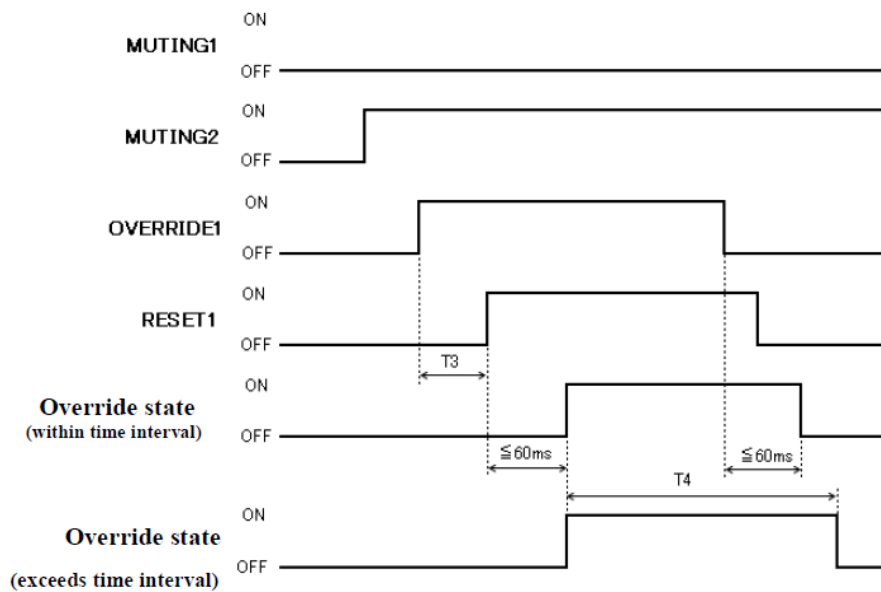 ON
MUTING1
OFF
ON
MUTING2
OFF
ON
OVERRIDE1
OFF
ON
RESET1
OFF
T3
ON
Override state
(within time interval)
OFF
≦60ms
≦60ms
T4
ON
Override state
OFF
(exceeds time interval)